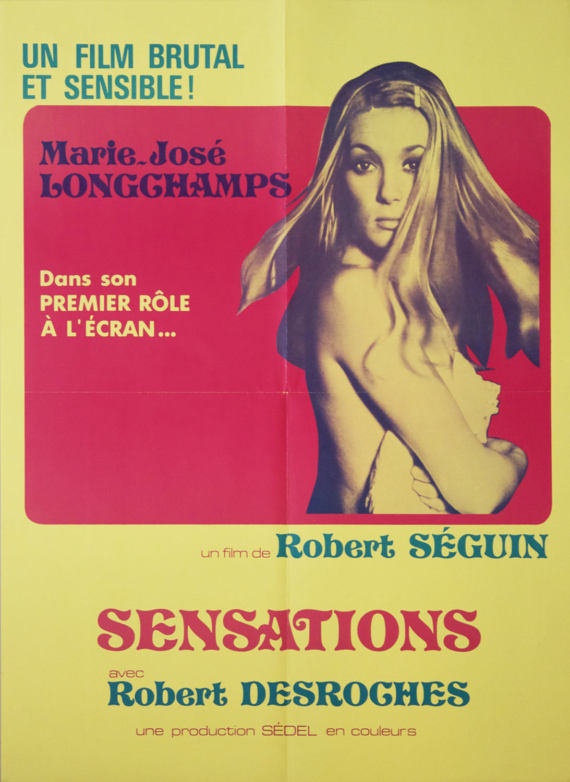 UN FILM BRUTAL
ET SENSIBLE!
Marie-José
LONGCHAMPS
Dans son
PREMIER RÔLE
À L'ÉCRAN...
un film de Robert SÉGUIN
SENSATIONS
avec
Robert DESROCHES
une production SÉDEL en couleurs